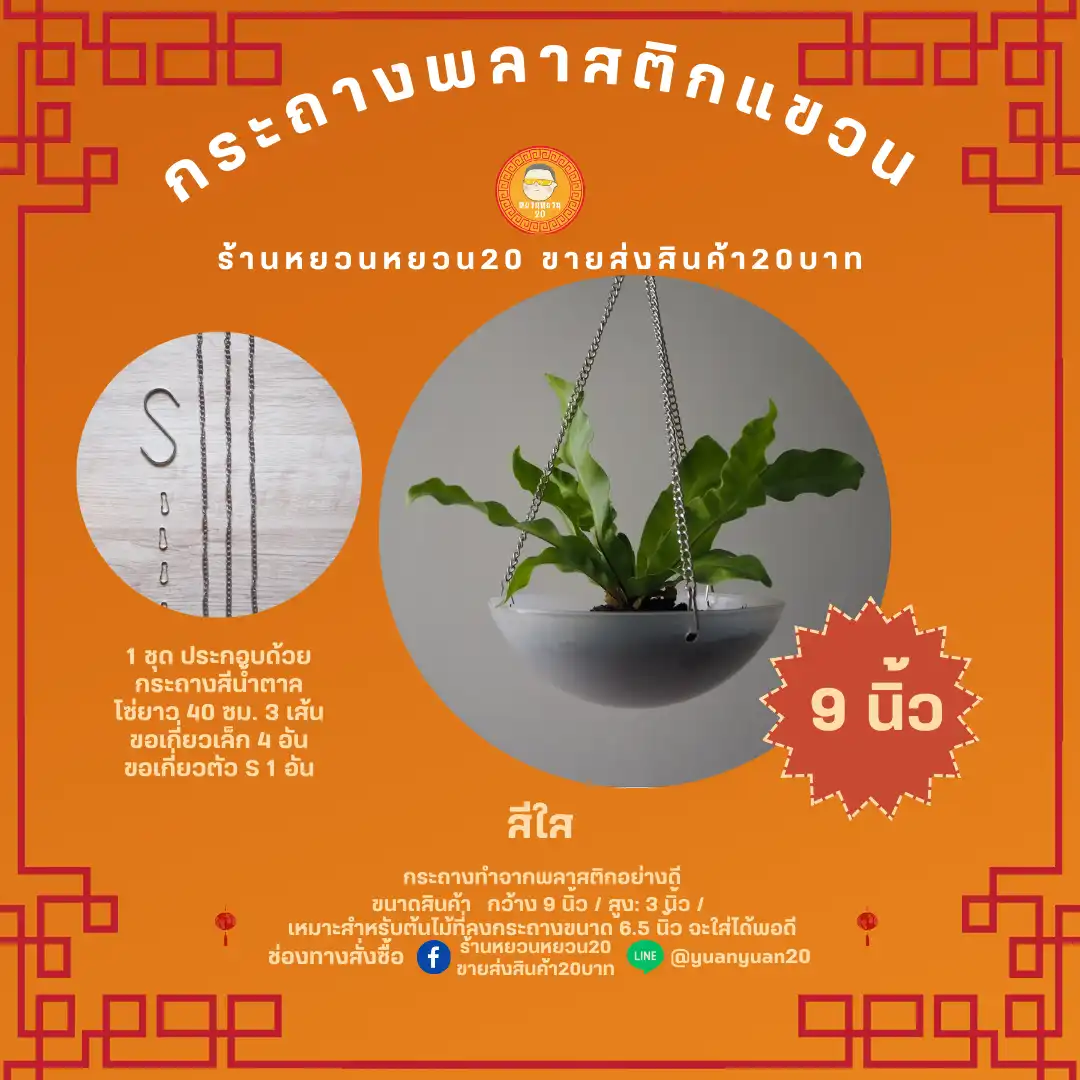 กระถางพลาสติกแขวน
หยวนหยวน
20
ร้านหยวนหยวน20 ขายส่งสินค้า20บาท
1 ชุด ประกอบด้วย
กระถางสีน้ำตาล
โซ่ยาว 40 ซม. 3 เส้น
ขอเกี่ยวเล็ก 4 อัน
ขอเกี่ยวตัว S 1 อัน
9 นิ้ว
สีใส
กระถางทำจากพลาสติกอย่างดี
ขนาดสินค้า กว้าง 9 นิ้ว / สูง: 3 นิ้ว /
เหมาะสำหรับต้นไม้ที่ลงกระถางขนาด 6.5 นิ้ว จะใส่ได้พอดี
ช่องทางสั่งซื้อ
ร้านหยวนหยวน20
ขายส่งสินค้า20บาท
LINE
@yuanyuan20